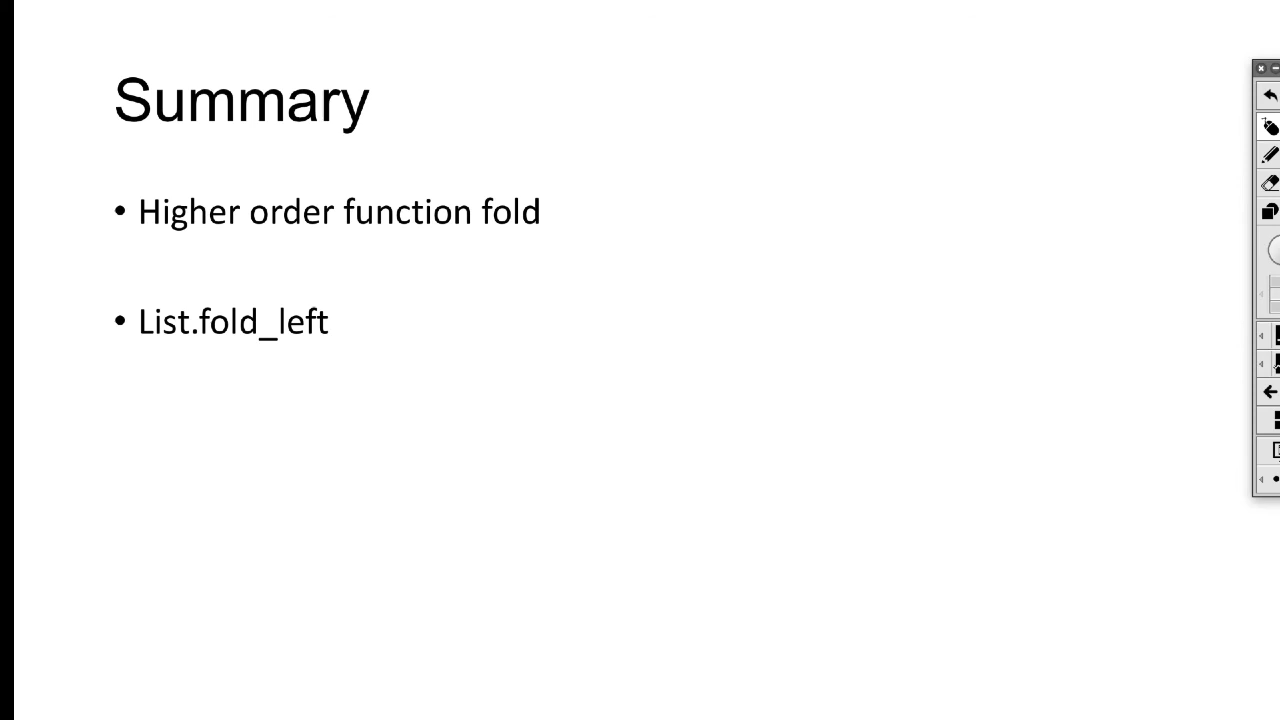 Summary
• Higher order function fold
• List.fold_left